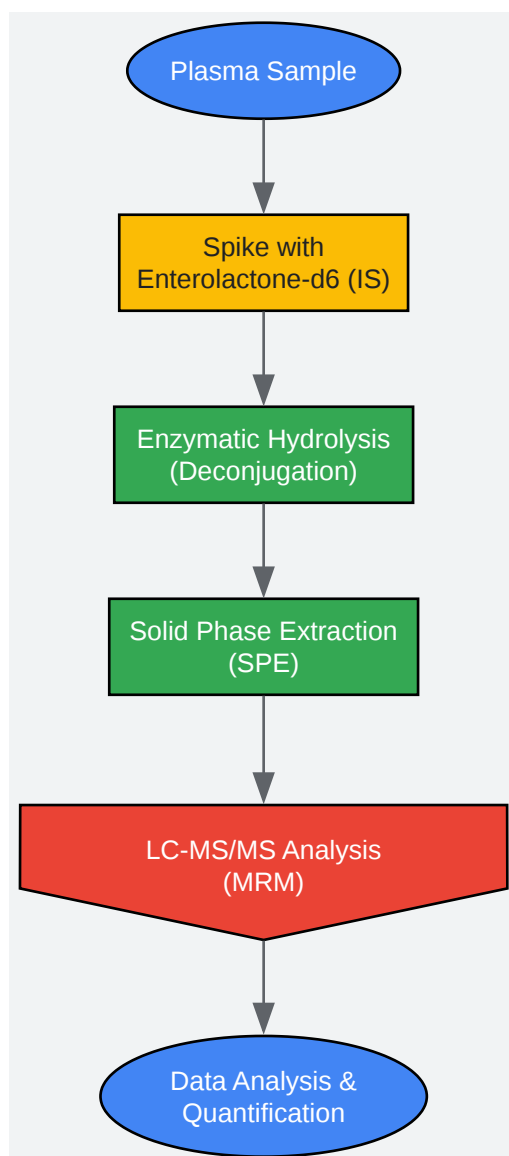 Plasma Sample
Spike with
Enterolactone-d6 (IS)
Enzymatic Hydrolysis
(Deconjugation)
Solid Phase Extraction
(SPE)
LC-MS/MS Analysis
(MRM)
Data Analysis &
Quantification